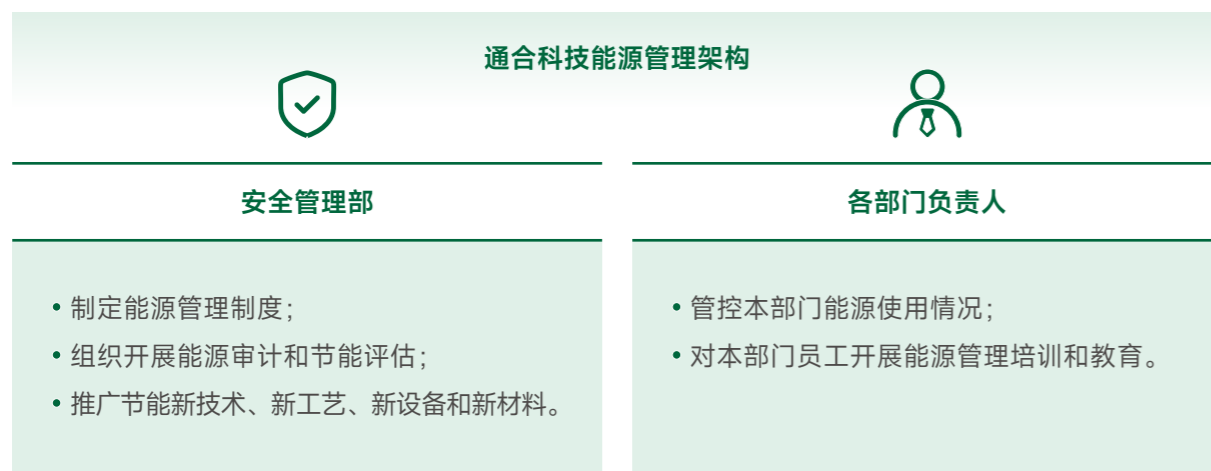 通合科技能源管理架构
安全管理部
• 制定能源管理制度；
• 组织开展能源审计和节能评估；
• 推广节能新技术、新工艺、新设备和新材料。
各部门负责人
• 管控本部门能源使用情况；
• 对本部门员工开展能源管理培训和教育。